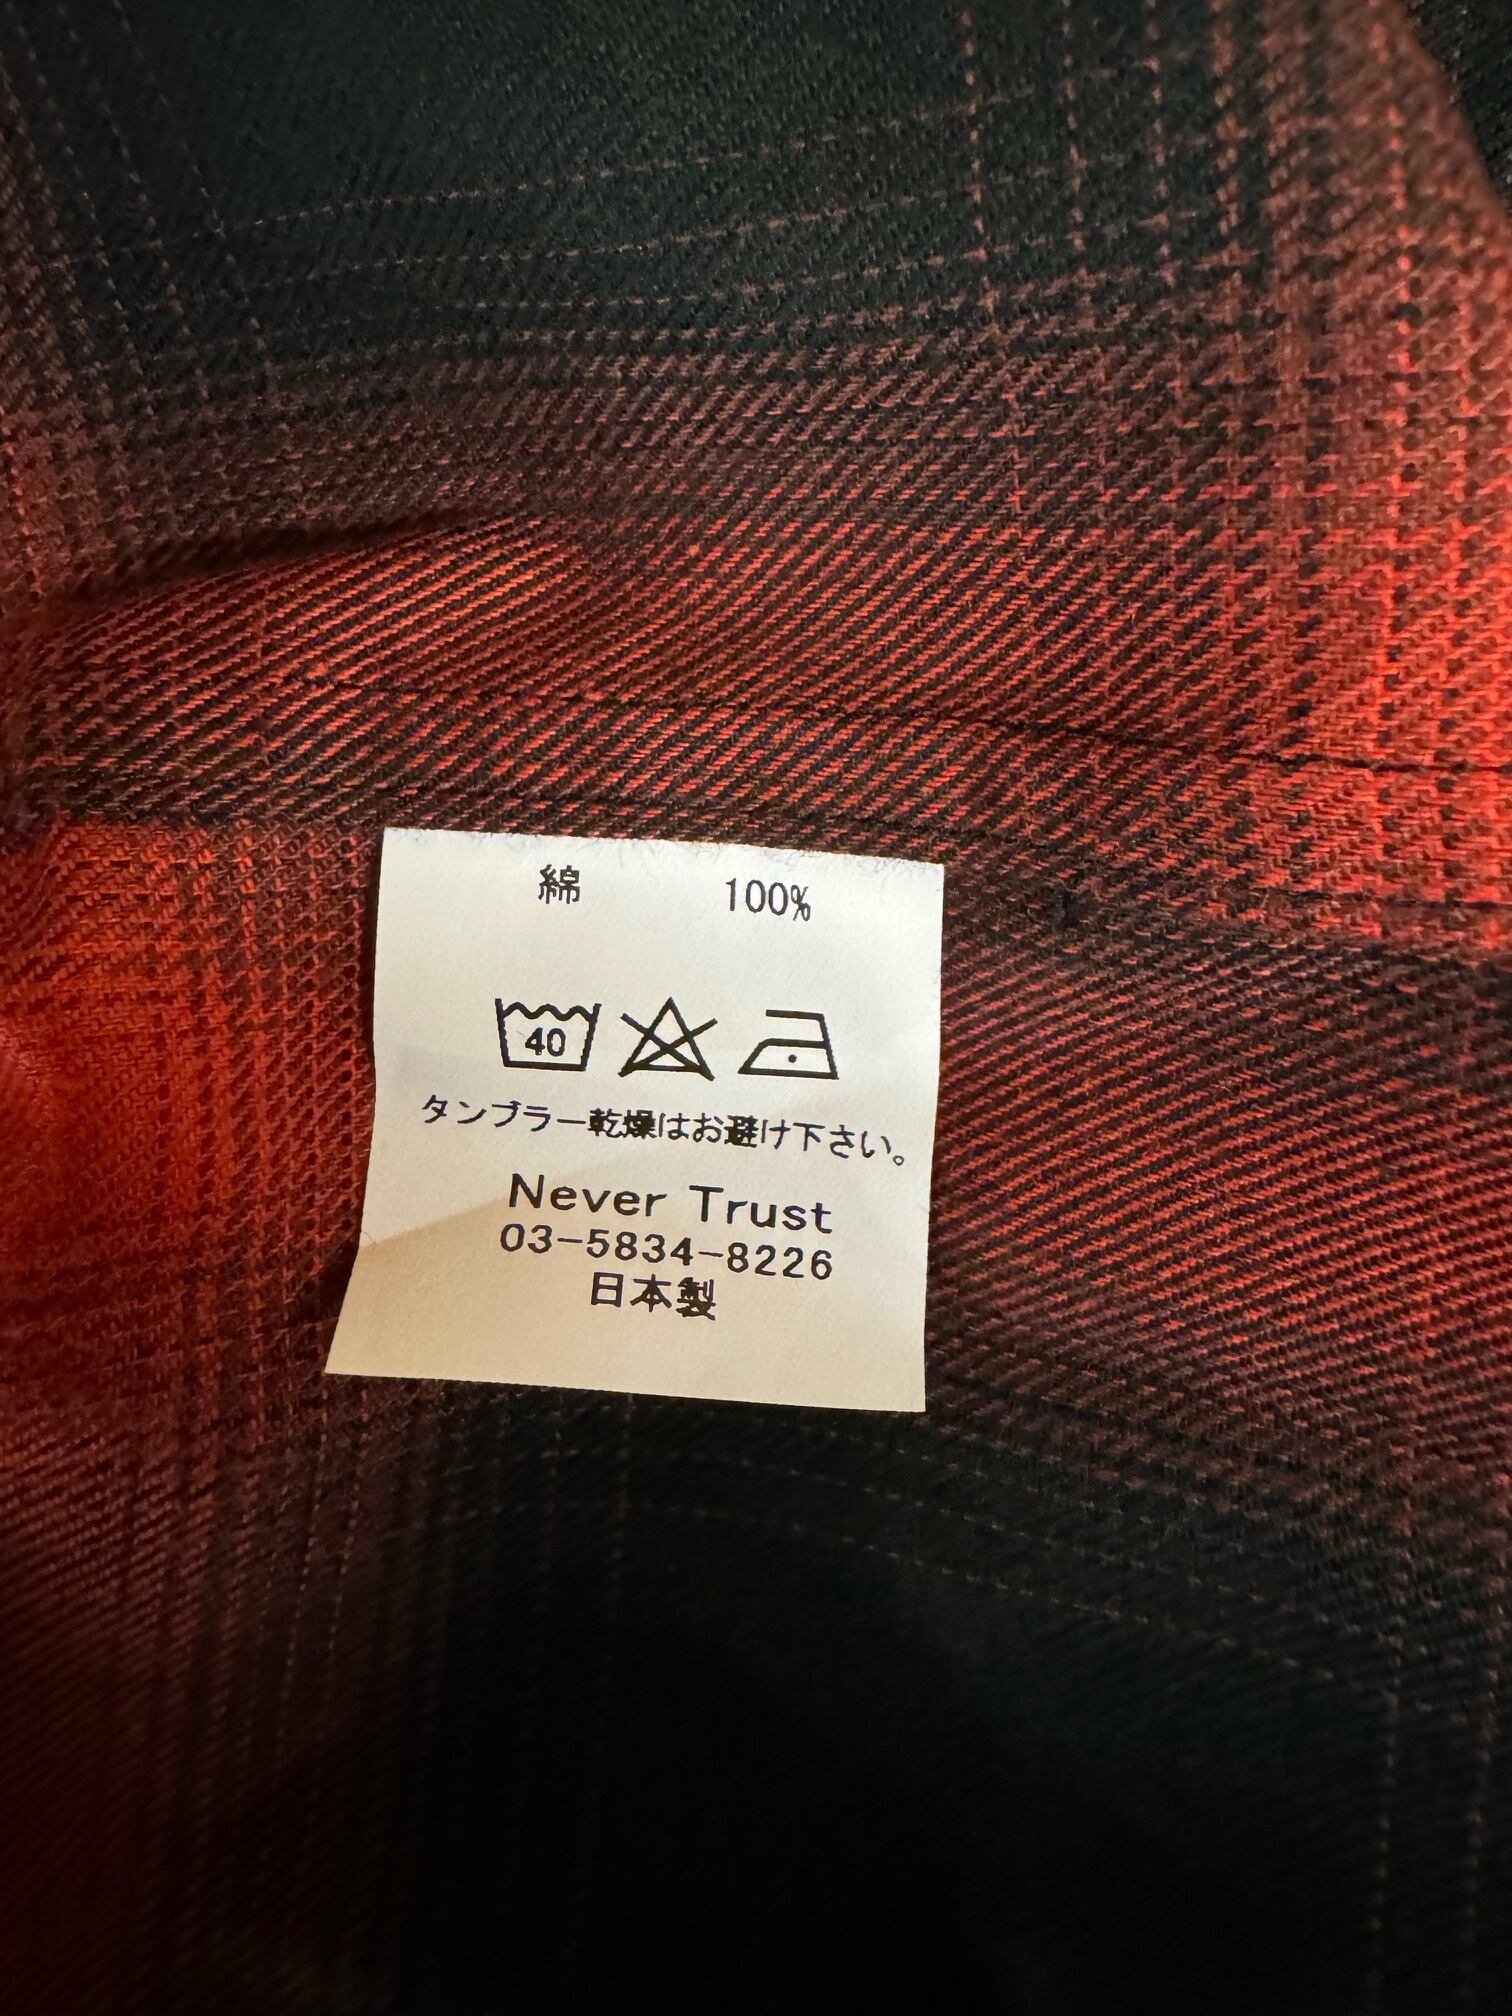 綿 100%
40
タンブラー乾燥はお避け下さい。
Never Trust
03-5834-8226
日本製